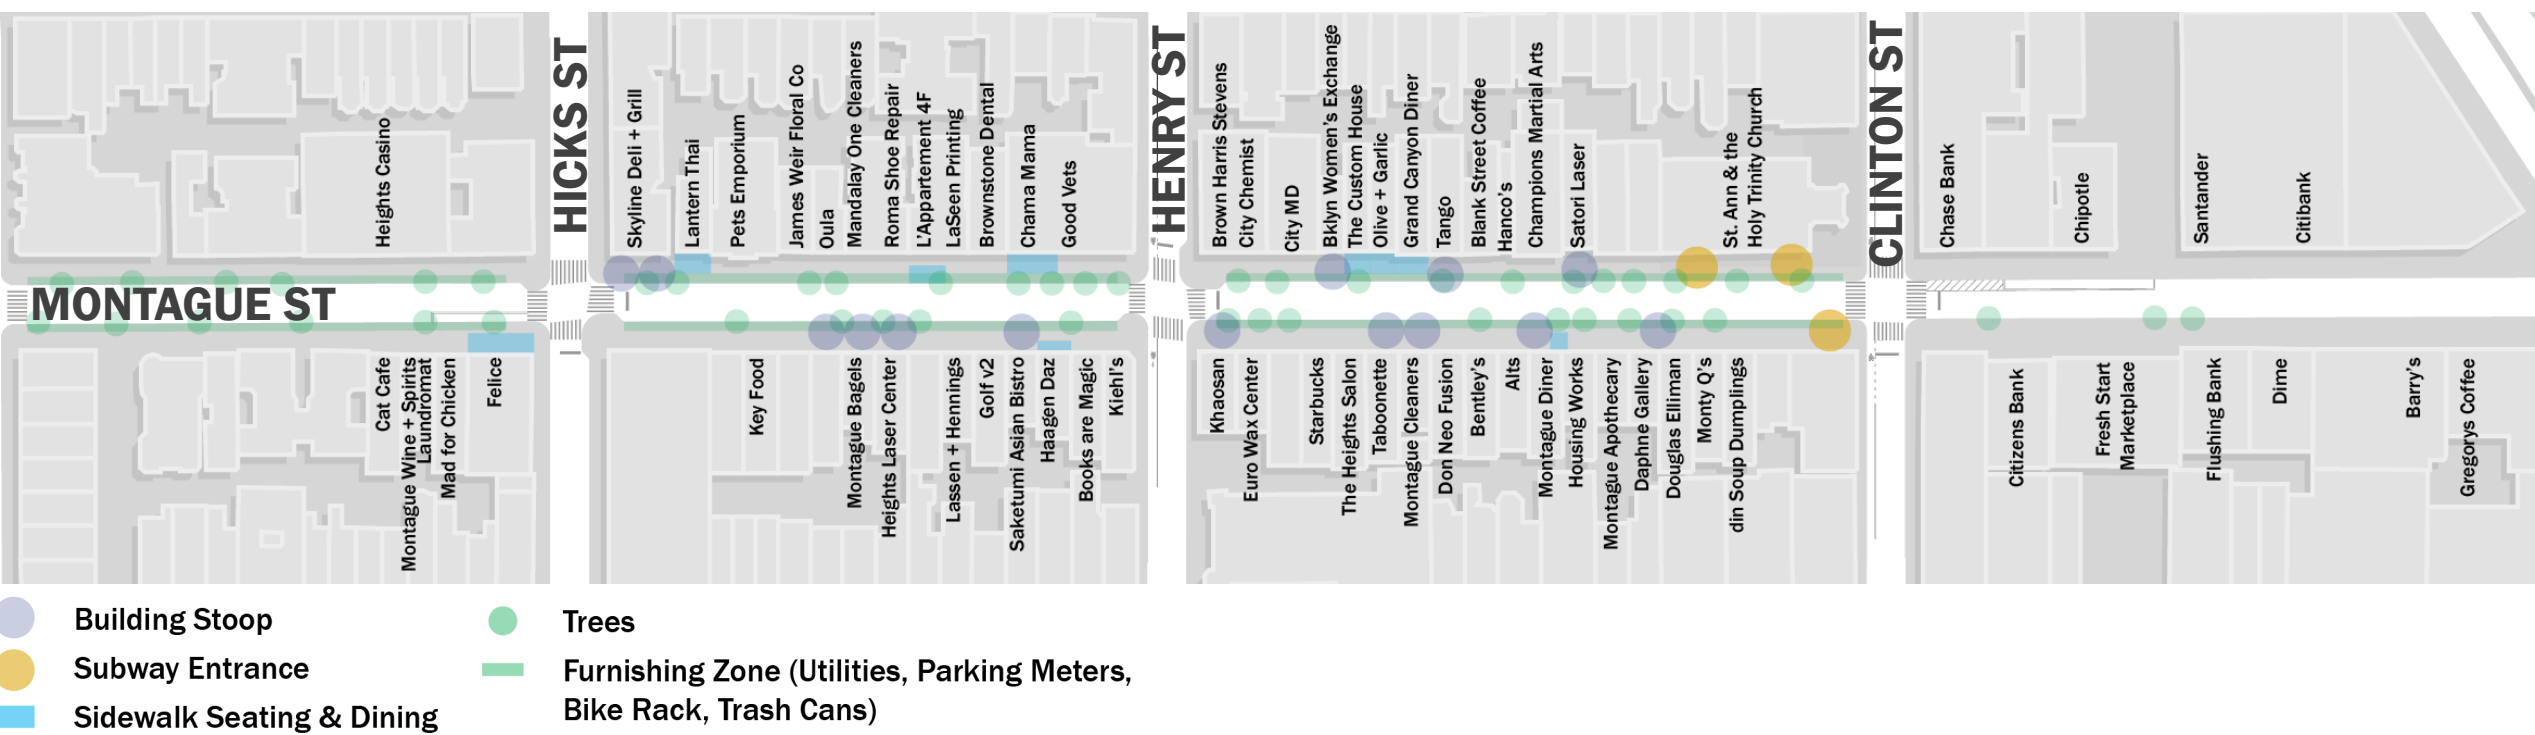 HICKS ST
HENRY ST
CLINTON ST
MONTAGUE ST
Heights Casino
Skyline Deli + Grill
Lantern Thai
Pets Emporium
James Weir Floral Co
Oula
Mandalay One Cleaners
Roma Shoe Repair
L'Appartement 4F
LaSeen Printing
Brownstone Dental
Chama Mama
Good Vets
Brown Harris Stevens
City Chemist
City MD
Bklyn Women's Exchange
The Custom House
Olive + Garlic
Grand Canyon Diner
Tango
Blank Street Coffee
Hanco's
Champions Martial Arts
Satori Laser
St. Ann & the
Holy Trinity Church
Chase Bank
Chipotle
Santander
Citibank
Cat Cafe
Montague Wine + Spirits
Laundromat
Mad for Chicken
Felice
Key Food
Montague Bagels
Heights Laser Center
Lassen + Hennings
Golf v2
Saketumi Asian Bistro
Haagen Daz
Books are Magic
Kiehl's
Khaosan
Euro Wax Center
Starbucks
The Heights Salon
Taboonette
Montague Cleaners
Don Neo Fusion
Bentley's
Alts
Montague Diner
Housing Works
Montague Apothecary
Daphne Gallery
Douglas Elliman
Monty Q's
din Soup Dumplings
Citizens Bank
Fresh Start
Marketplace
Flushing Bank
Dime
Barry's
Gregorys Coffee
Building Stoop
Subway Entrance
Sidewalk Seating & Dining
Trees
Furnishing Zone (Utilities, Parking Meters,
Bike Rack, Trash Cans)